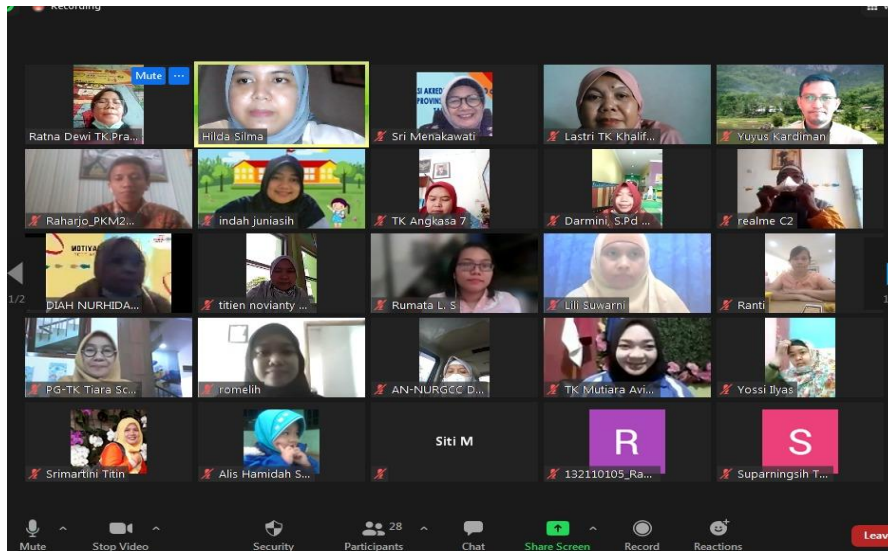 Recording
Mute ...
Ratna Dewi TK.Pra...
Hilda Silma
Sri Menakawati
Lastri TK Khalif...
Yuyus Kardiman
Raharjo_PKM2...
indah juniasih
TK Angkasa 7
Darmini, S.Pd ...
realme C2
DIAH NURHIDA...
titien novianty ...
Rumata L. S
Lili Suwarni
Ranti
1/2
PG-TK Tiara Sc...
romelih
AN-NURGCC D...
TK Mutiara Avi...
Yossi Ilyas
Srimartini Titin
Alis Hamidah S...
Siti M
R
132110105_Ra...
S
Suparningsih T...
Mute
Stop Video
Security
Participants
28
Chat
Share Screen
Record
Reactions
Leav